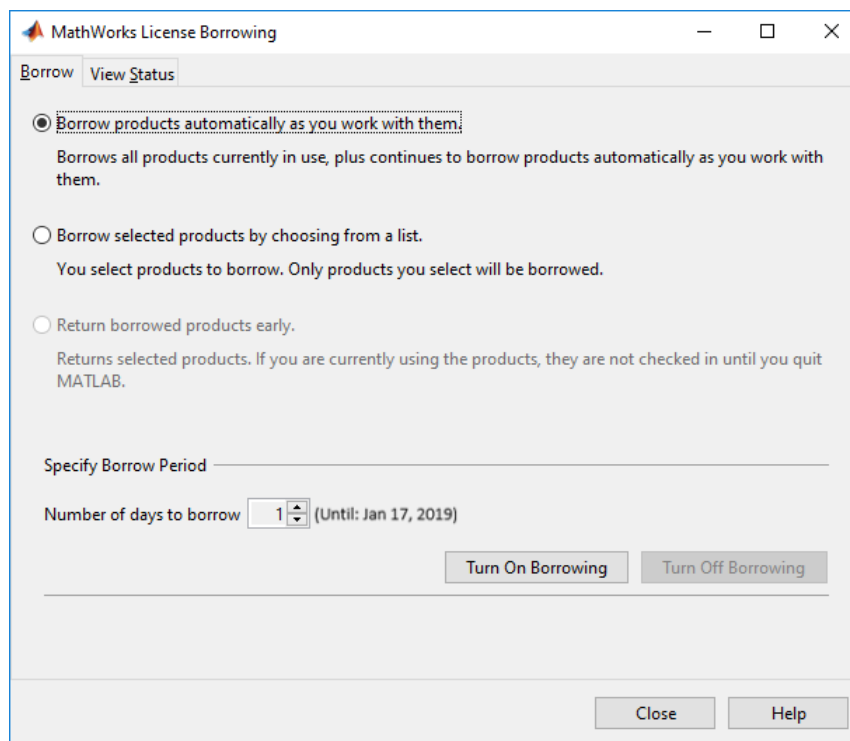 MathWorks License Borrowing
Borrow View Status
Borrow products automatically as you work with them.
Borrows all products currently in use, plus continues to borrow products automatically as you work with
them.
Borrow selected products by choosing from a list.
You select products to borrow. Only products you select will be borrowed.
Return borrowed products early.
Returns selected products. If you are currently using the products, they are not checked in until you quit
MATLAB.
Specify Borrow Period
Number of days to borrow 1 (Until: Jan 17, 2019)
Turn On Borrowing Turn Off Borrowing
Close Help